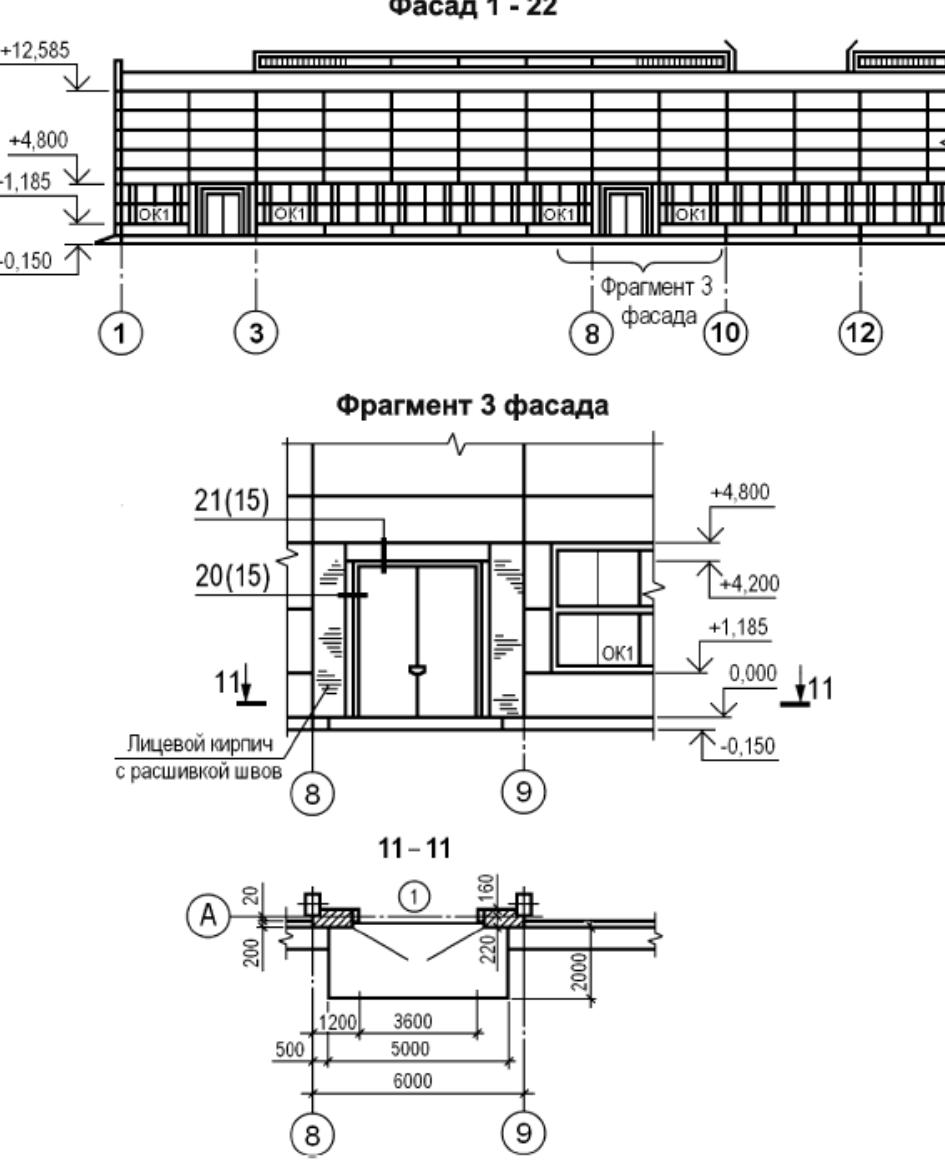 Фасад 1 - 22
+12,585
+4,800
-1,185
-0,150
ОК1
ОК1
ОК1
ОК1
Фрагмент 3
фасада
1
3
8
10
12
Фрагмент 3 фасада
21(15)
20(15)
+4,800
+4,200
+1,185
ОК1
0,000
11
11
-0,150
Лицевой кирпич
с расшивкой швов
8
9
11 – 11
А
20
200
1
160
220
2000
1200
3600
500
5000
6000
8
9